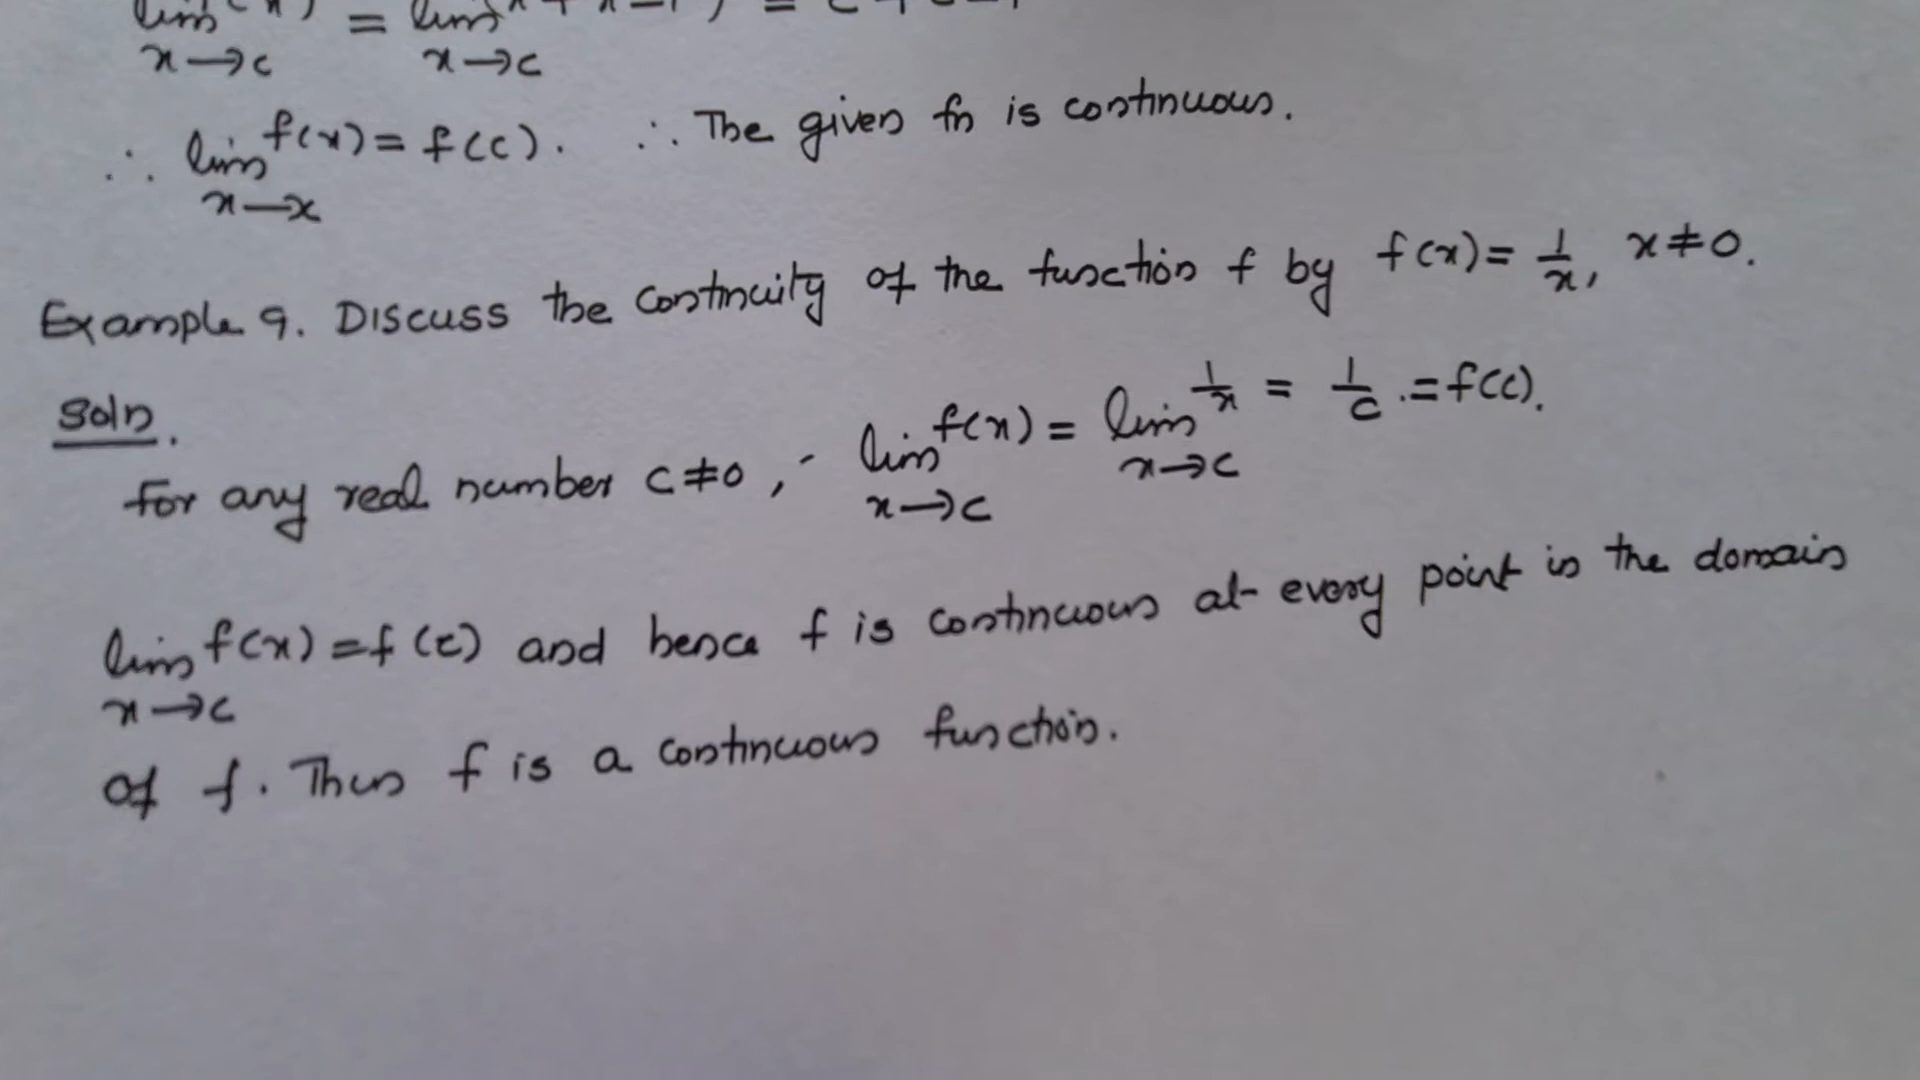 lim = lim
x→c x→c
∴ lim f(x) = f(c). ∴ The given fn is continuous.
x—x
Example 9. Discuss the continuity of the function f by f(x) = 1/x, x≠0.
Soln.
For any real number c≠0, lim f(x) = lim 1/x = 1/c .= f(c).
x→c x→c
lim f(x) = f(c) and hence f is continuous at every point in the domain
x→c
of f. Thus f is a continuous function.